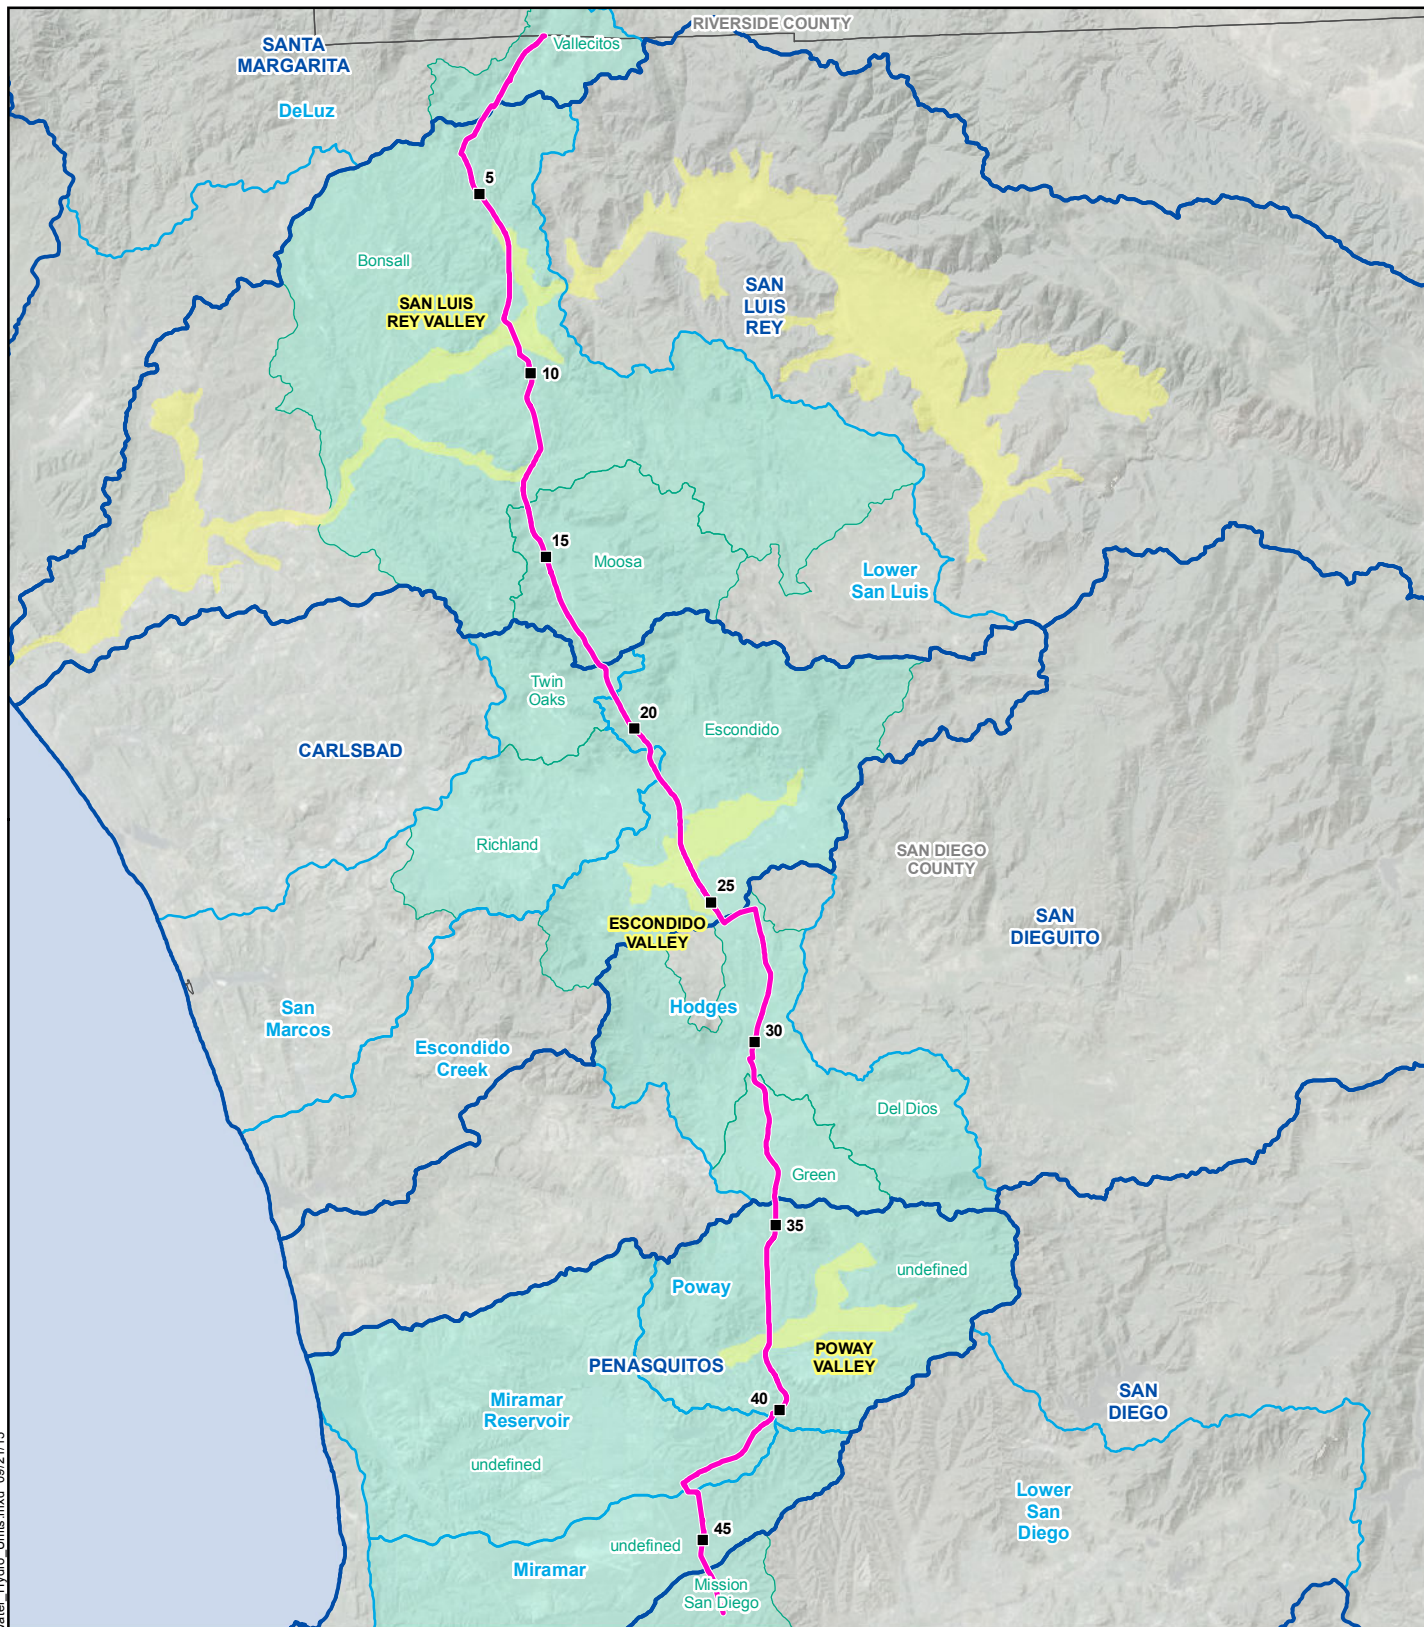 RIVERSIDE COUNTY
SANTA
MARGARITA
Vallecitos
DeLuz
5
Bonsall
SAN LUIS
REY VALLEY
SAN
LUIS
REY
10
15
Moosa
Lower
San Luis
Twin
Oaks
20
Escondido
CARLSBAD
Richland
SAN DIEGO
COUNTY
25
ESCONDIDO
VALLEY
SAN
DIEGUITO
San
Marcos
Hodges
30
Escondido
Creek
Del Dios
Green
35
undefined
Poway
POWAY
VALLEY
PENASQUITOS
Miramar
Reservoir
40
SAN
DIEGO
undefined
Lower
San
Diego
45
undefined
Miramar
Mission
San Diego